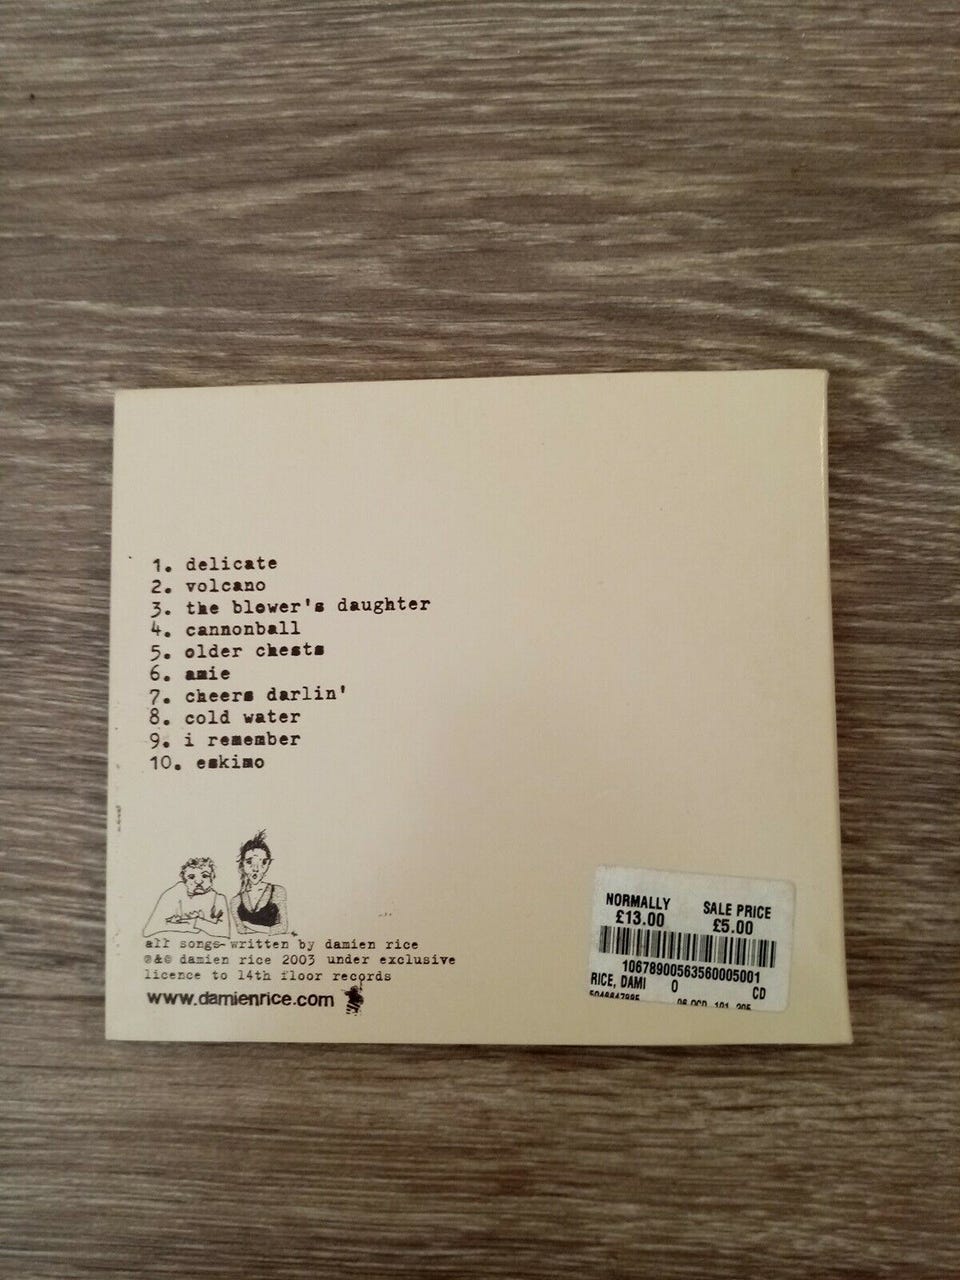 1. delicate
2. volcano
3. the blower's daughter
4. cannonball
5. older chests
6. amie
7. cheers darlin'
8. cold water
9. i remember
10. eskimo
all songs written by damien rice
℗&© damien rice 2003 under exclusive
licence to 14th floor records
www.damienrice.com
NORMALLY SALE PRICE
£13.00 £5.00
10678900563560005001
RICE, DAMI 0 CD